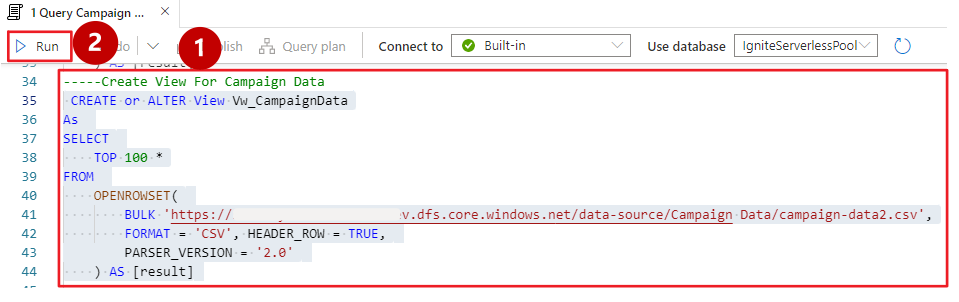 1 Query Campaign ...
Run 2 do 1 blish Query plan Connect to Built-in Use database IgniteServerlessPool
) AS [result]
34 -----Create View For Campaign Data
35 CREATE or ALTER View Vw_CampaignData
36 As
37 SELECT
38 TOP 100 *
39 FROM
40 OPENROWSET(
41 BULK 'https:// v.dfs.core.windows.net/data-source/Campaign Data/campaign-data2.csv',
42 FORMAT = 'CSV', HEADER_ROW = TRUE,
43 PARSER_VERSION = '2.0'
44 ) AS [result]